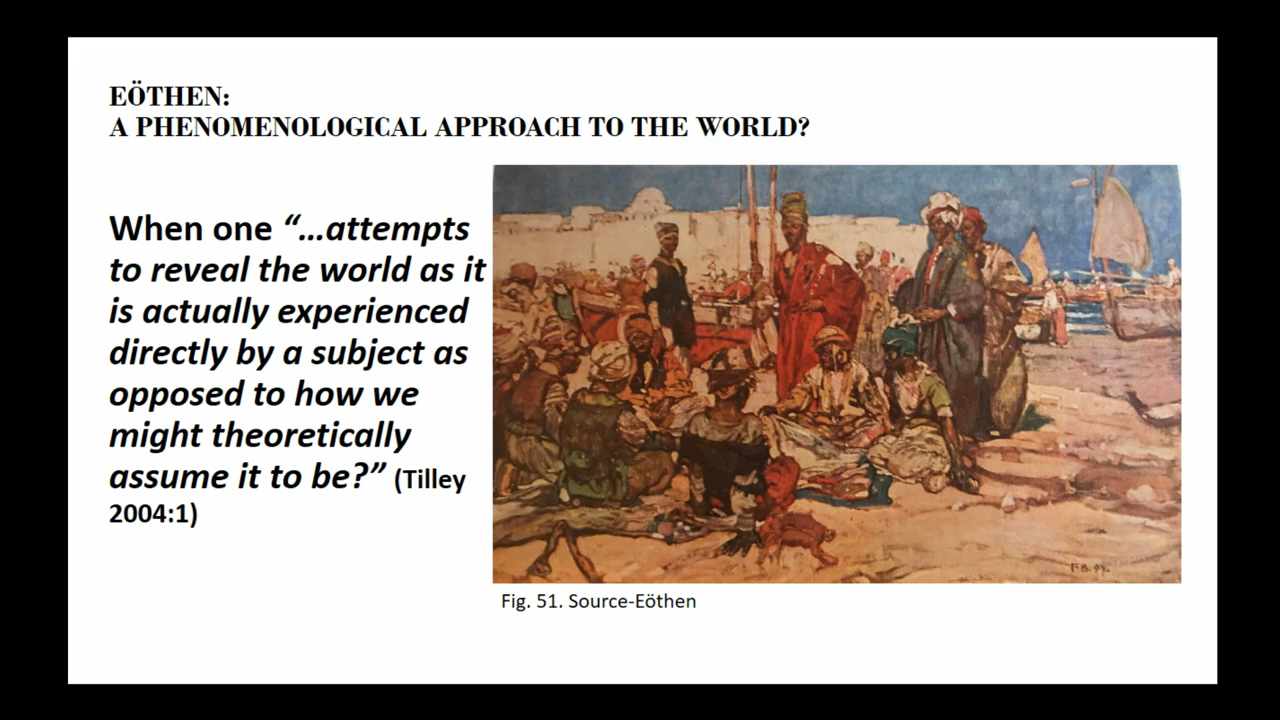 EÖTHEN:
A PHENOMENOLOGICAL APPROACH TO THE WORLD?
When one “...attempts
to reveal the world as it
is actually experienced
directly by a subject as
opposed to how we
might theoretically
assume it to be?” (Tilley
2004:1)
Fig. 51. Source-Eöthen